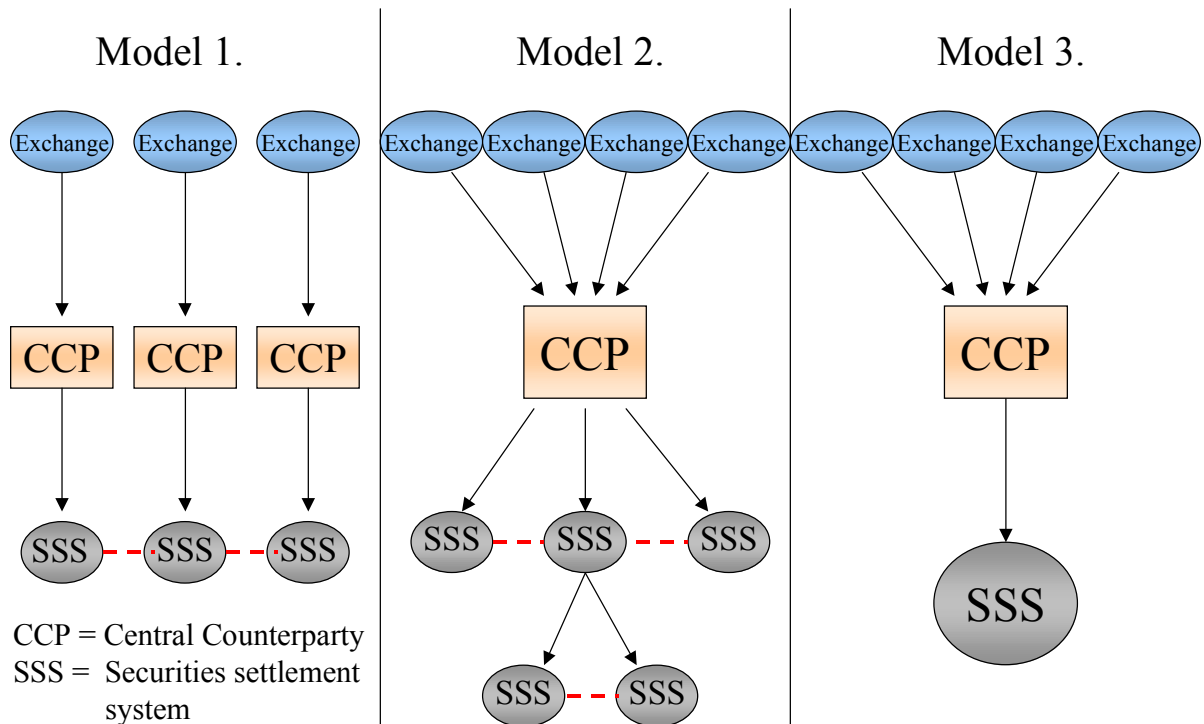 Model 1.
Model 2.
Model 3.
Exchange Exchange Exchange
Exchange Exchange Exchange Exchange
Exchange Exchange Exchange Exchange
CCP CCP CCP
CCP
CCP
SSS SSS SSS
SSS SSS SSS
SSS SSS
SSS
CCP = Central Counterparty
SSS = Securities settlement
system